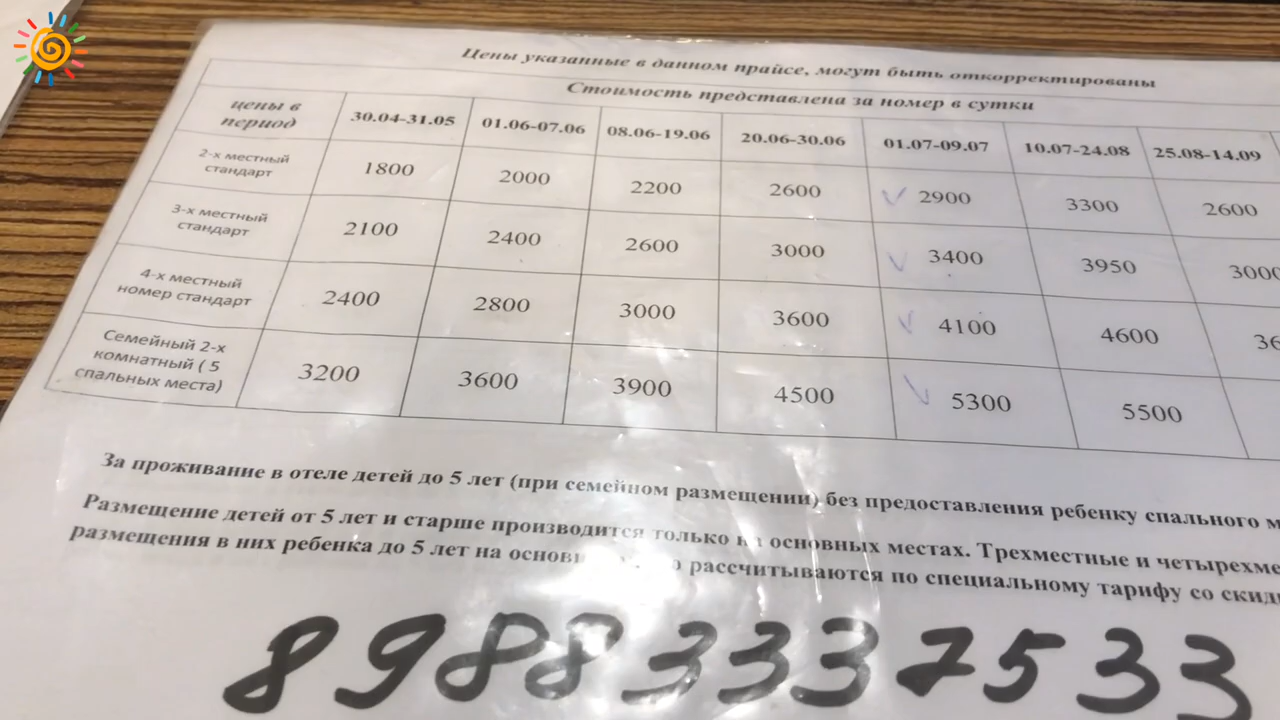 Цены указанные в данном прайсе, могут быть откорректированы
Стоимость представлена за номер в сутки
цены в период 30.04-31.05 01.06-07.06 08.06-19.06 20.06-30.06 01.07-09.07 10.07-24.08 25.08-14.09
2-х местный стандарт 1800 2000 2200 2600 2900 3300 2600
3-х местный стандарт 2100 2400 2600 3000 3400 3950 3000
4-х местный номер стандарт 2400 2800 3000 3600 4100 4600
Семейный 2-х комнатный ( 5 спальных места) 3200 3600 3900 4500 5300 5500
За проживание в отеле детей до 5 лет (при семейном размещении) без предоставления ребенку спального
Размещение детей от 5 лет и старше производится только на основных местах. Трехместные и
размещения в них ребенка до 5 лет на рассчитываются по специальному тарифу со
89883337533